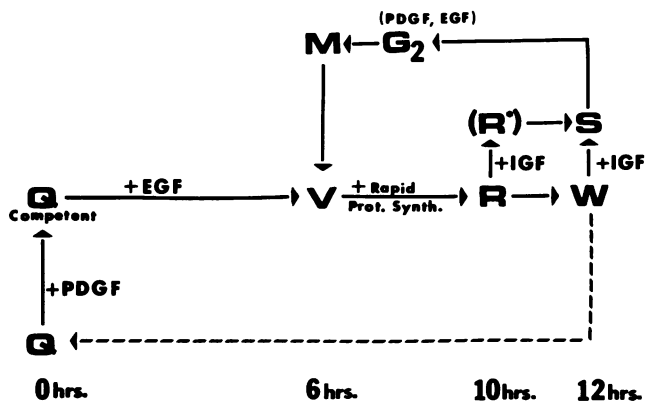 (PDGF, EGF)
M G2
(R*) S
+IGF +IGF
Q +EGF V + Rapid R W
Competent Prot. Synth.
+PDGF
Q
0hrs. 6hrs. 10hrs. 12hrs.